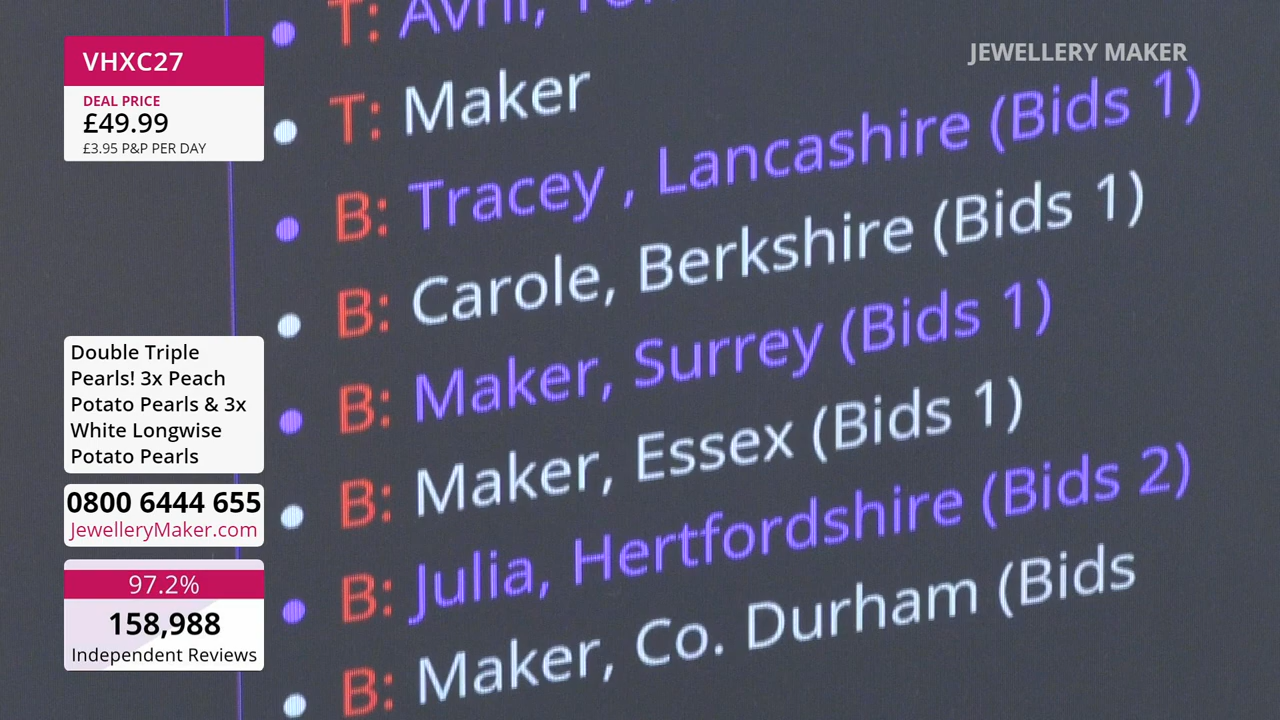 VHXC27
DEAL PRICE
£49.99
£3.95 P&P PER DAY
Double Triple
Pearls! 3x Peach
Potato Pearls & 3x
White Longwise
Potato Pearls
0800 6444 655
JewelleryMaker.com
97.2%
158,988
Independent Reviews
JEWELLERY MAKER
T: Avril,
T: Maker
B: Tracey , Lancashire (Bids 1)
B: Carole, Berkshire (Bids 1)
B: Maker, Surrey (Bids 1)
B: Maker, Essex (Bids 1)
B: Julia, Hertfordshire (Bids 2)
B: Maker, Co. Durham (Bids